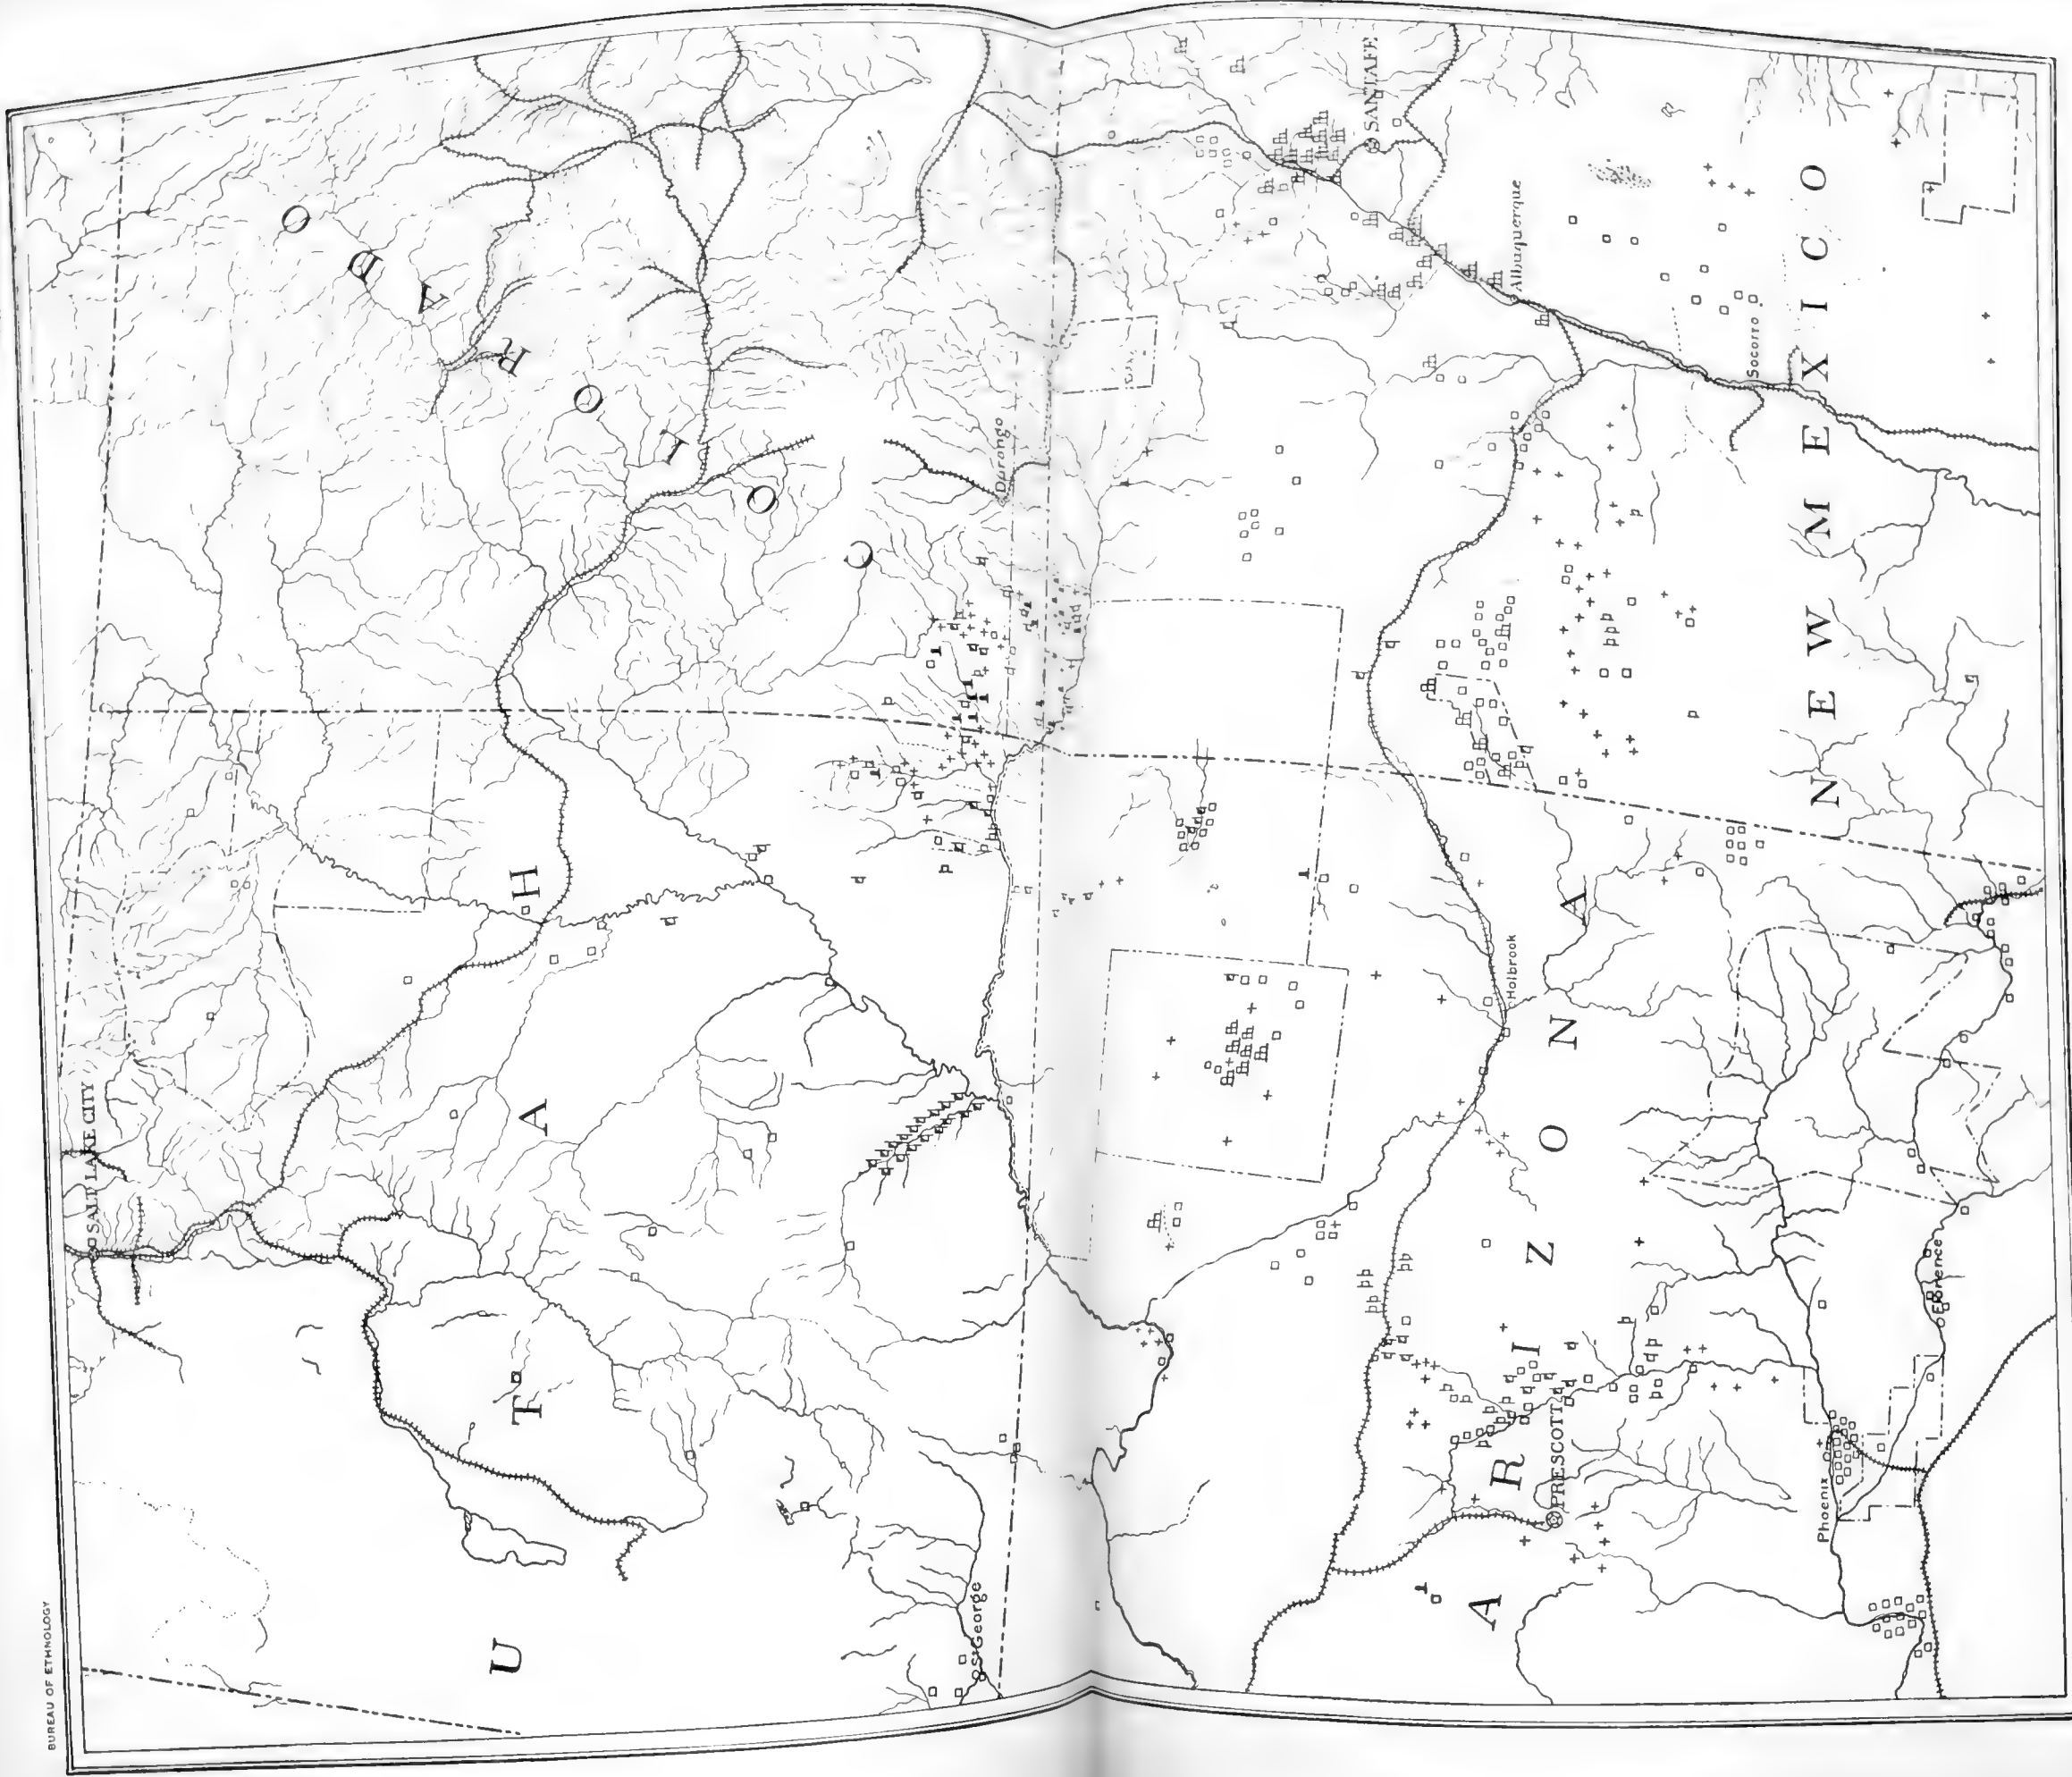 BUREAU OF ETHNOLOGY
SALT LAKE CITY
UTAH
COLORADO
Durango
St George
SANTA FE
Albuquerque
Socorro
NEW MEXICO
Holbrook
ARIZONA
PRESCOTT
Phoenix
Florence